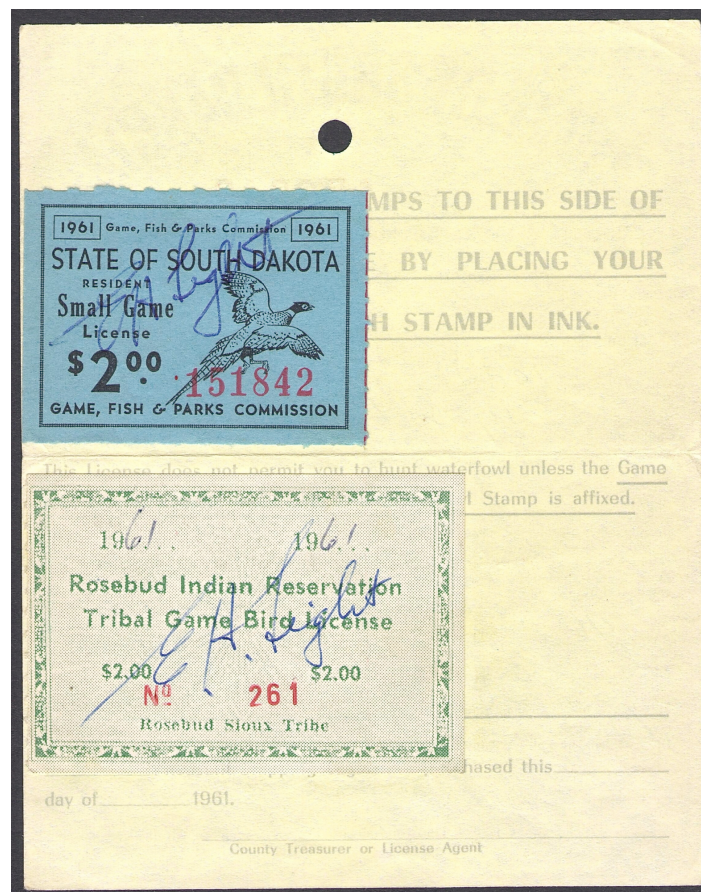 MPS TO THIS SIDE OF
BY PLACING YOUR
STAMP IN INK.
1961 Game, Fish & Parks Commission 1961
STATE OF SOUTH DAKOTA
RESIDENT
Small Game
License
$2.00
151842
GAME, FISH & PARKS COMMISSION
This License does not permit you to hunt waterfowl unless the Game
Stamp is affixed.
1961.. 1961..
Rosebud Indian Reservation
Tribal Game Bird License
E. H. Light
$2.00 $2.00
No 261
Rosebud Sioux Tribe
hased this
day of 1961.
County Treasurer or License Agent